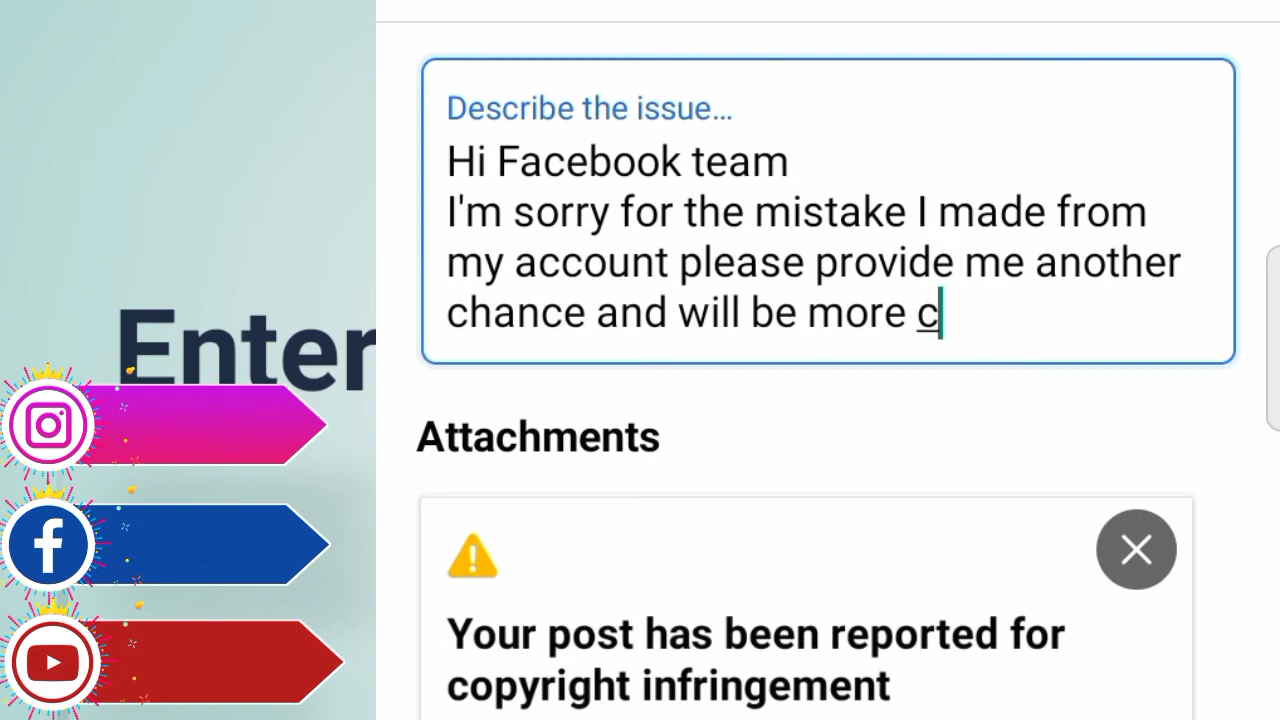 Enter
Describe the issue...
Hi Facebook team
I'm sorry for the mistake I made from
my account please provide me another
chance and will be more c
Attachments
Your post has been reported for
copyright infringement